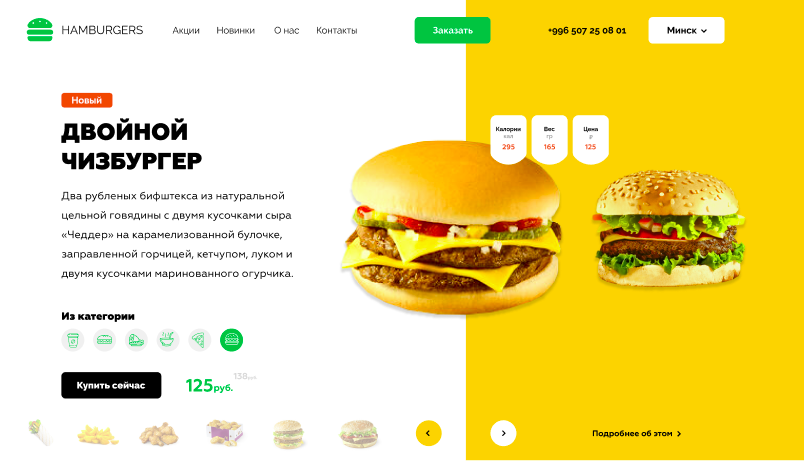 HAMBURGERS
Акции
Новинки
О нас
Контакты
Заказать
+996 507 25 08 01
Минск
Новый
ДВОЙНОЙ
ЧИЗБУРГЕР
Калории
кал
295
Вес
гр
165
Цена
₽
125
Два рубленых бифштекса из натуральной
цельной говядины с двумя кусочками сыра
«Чеддер» на карамелизованной булочке,
заправленной горчицей, кетчупом, луком и
двумя кусочками маринованного огурчика.
Из категории
Купить сейчас
125руб.
138руб.
Подробнее об этом